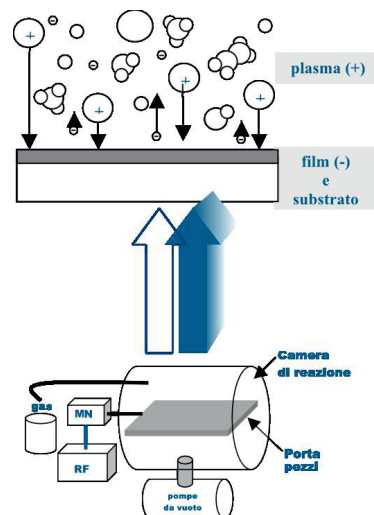 +
+
+
+
plasma (+)
film (-)
e
substrato
Camera
di reazione
gas
MN
RF
Porta
pezzi
pompe
da vuoto